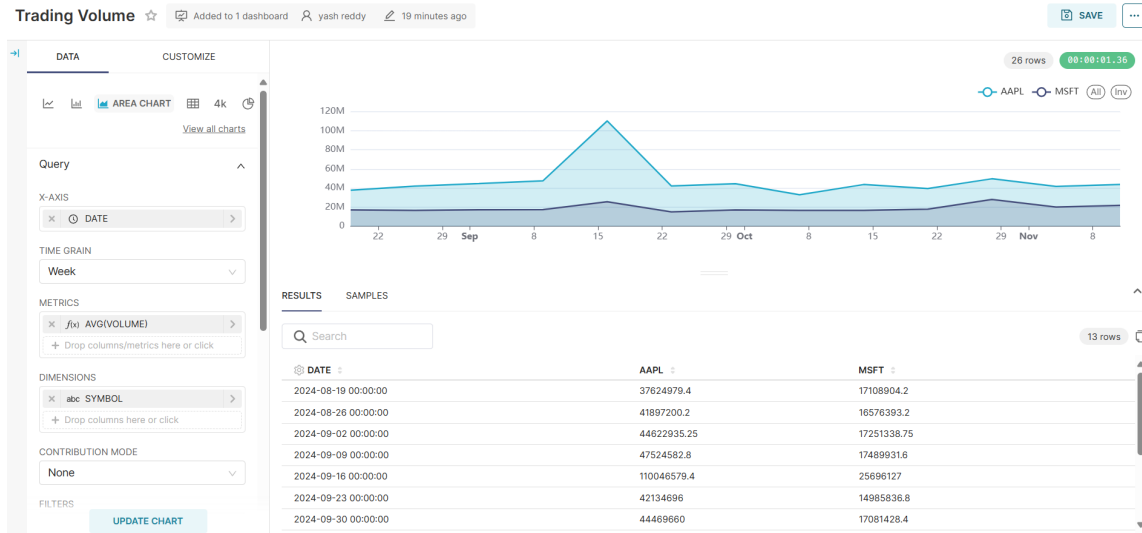 Trading Volume Added to 1 dashboard yash reddy 19 minutes ago SAVE ...
DATA CUSTOMIZE
AREA CHART 4k
View all charts
Query
X-AXIS
DATE
TIME GRAIN
Week
METRICS
f(x) AVG(VOLUME)
+ Drop columns/metrics here or click
DIMENSIONS
abc SYMBOL
+ Drop columns here or click
CONTRIBUTION MODE
None
FILTERS
UPDATE CHART
26 rows 00:00:01.36
AAPL MSFT All Inv
120M
100M
80M
60M
40M
20M
0
22 29 Sep 8 15 22 29 Oct 8 15 22 29 Nov 8
RESULTS SAMPLES
Search 13 rows
DATE AAPL MSFT
2024-08-19 00:00:00 37624979.4 17108904.2
2024-08-26 00:00:00 41897200.2 16576393.2
2024-09-02 00:00:00 44622935.25 17251338.75
2024-09-09 00:00:00 47524582.8 17489931.6
2024-09-16 00:00:00 110046579.4 25696127
2024-09-23 00:00:00 42134696 14985836.8
2024-09-30 00:00:00 44469660 17081428.4